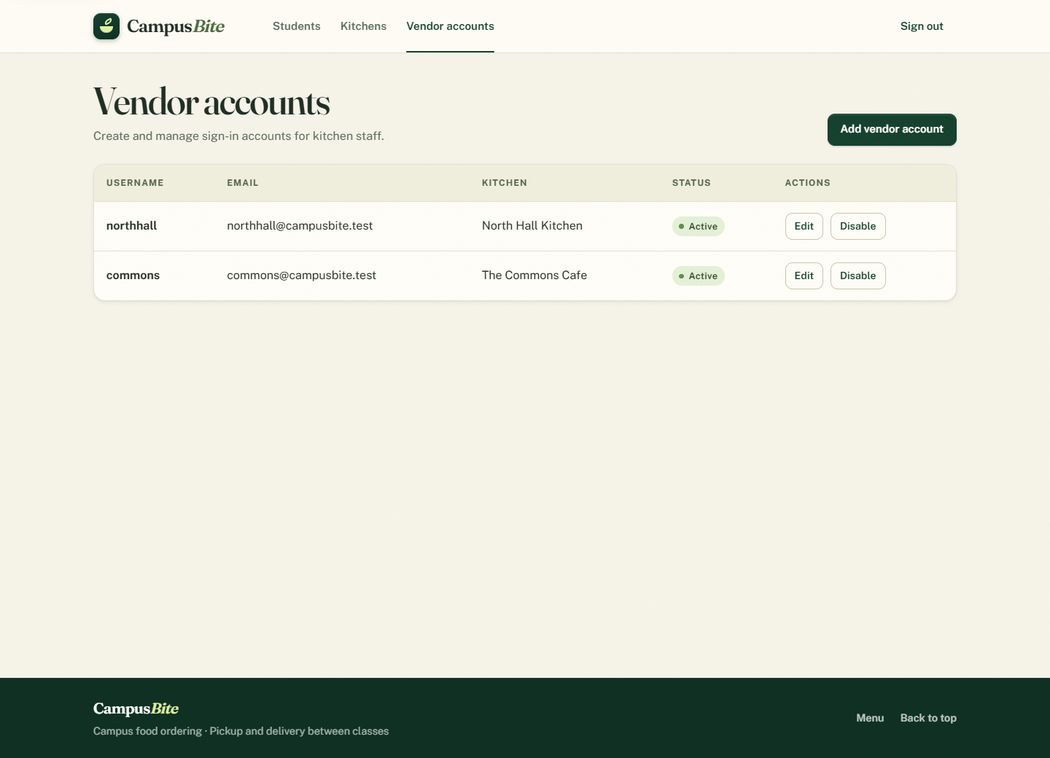 CampusBite Students Kitchens Vendor accounts Sign out
Vendor accounts
Create and manage sign-in accounts for kitchen staff.
Add vendor account
USERNAME EMAIL KITCHEN STATUS ACTIONS
northhall northhall@campusbite.test North Hall Kitchen Active Edit Disable
commons commons@campusbite.test The Commons Cafe Active Edit Disable
CampusBite
Campus food ordering · Pickup and delivery between classes
Menu Back to top